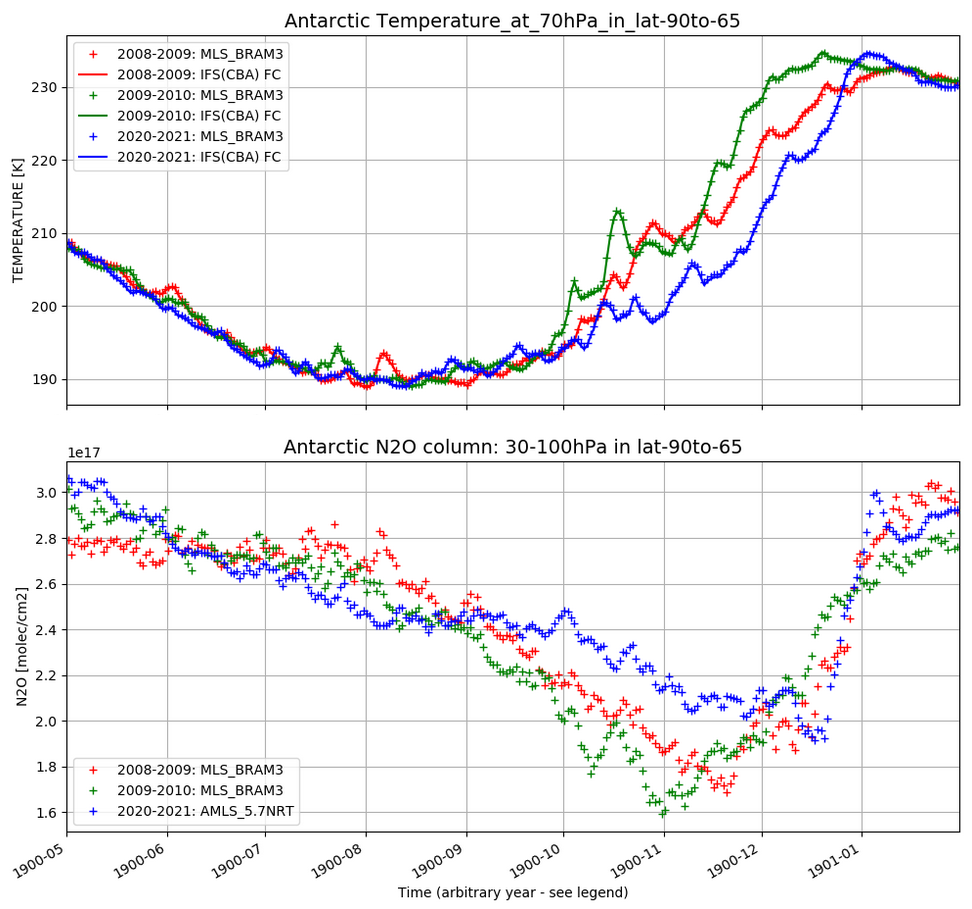 Antarctic Temperature_at_70hPa_in_lat-90to-65
2008-2009: MLS_BRAM3
2008-2009: IFS(CBA) FC
2009-2010: MLS_BRAM3
2009-2010: IFS(CBA) FC
2020-2021: MLS_BRAM3
2020-2021: IFS(CBA) FC
TEMPERATURE [K]
230
220
210
200
190
Antarctic N2O column: 30-100hPa in lat-90to-65
1e17
N2O [molec/cm2]
3.0
2.8
2.6
2.4
2.2
2.0
1.8
1.6
2008-2009: MLS_BRAM3
2009-2010: MLS_BRAM3
2020-2021: AMLS_5.7NRT
1900-05
1900-06
1900-07
1900-08
1900-09
1900-10
1900-11
1900-12
1901-01
Time (arbitrary year - see legend)